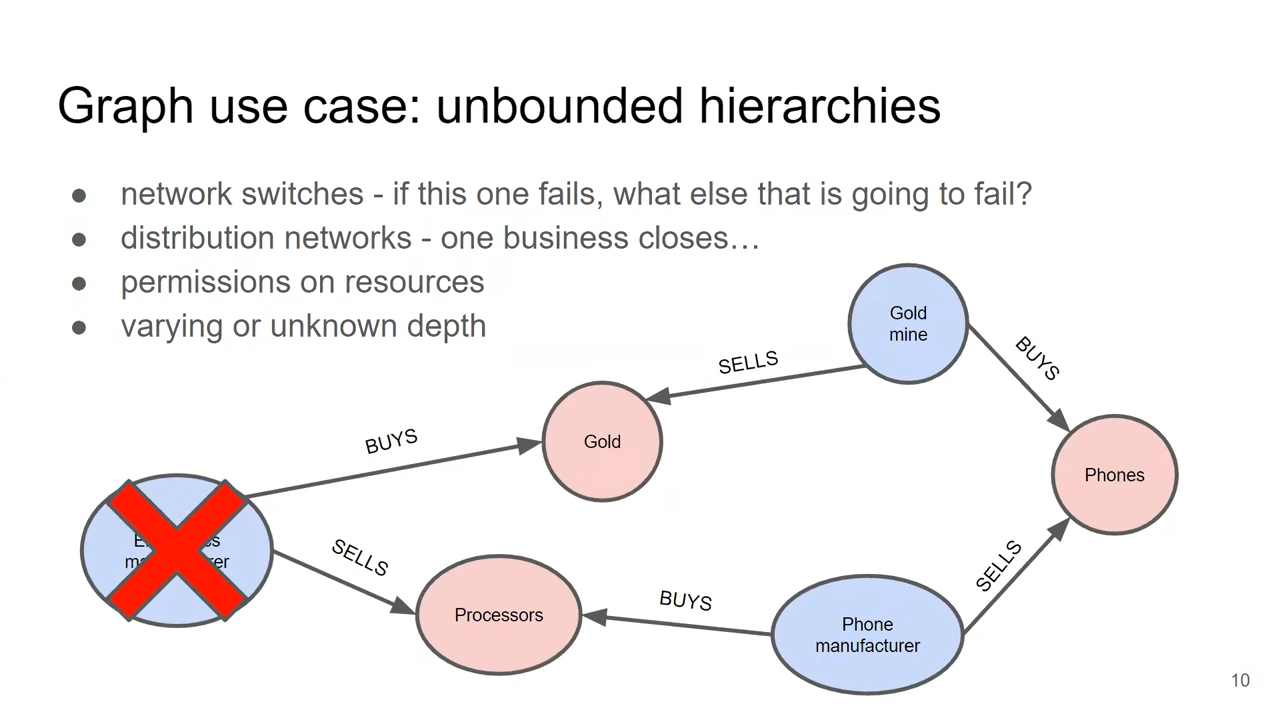 Graph use case: unbounded hierarchies
● network switches - if this one fails, what else that is going to fail?
● distribution networks - one business closes…
● permissions on resources
● varying or unknown depth
Gold
mine
SELLS
BUYS
Gold
BUYS
Phones
SELLS
Processors
BUYS
Phone
manufacturer
SELLS
10